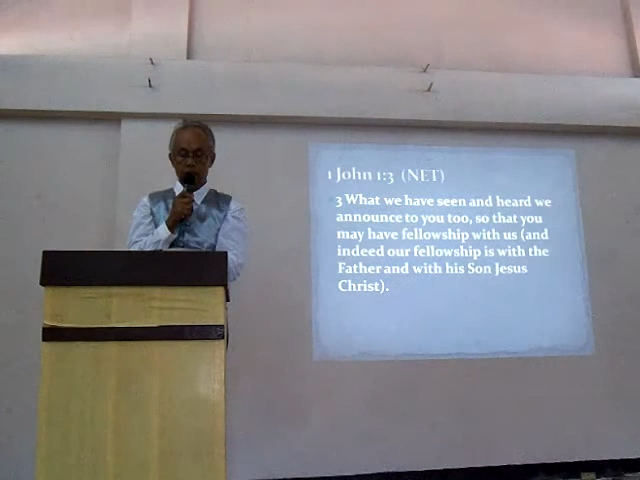 1 John 1:3 (NET)
3 What we have seen and heard we
announce to you too, so that you
may have fellowship with us (and
indeed our fellowship is with the
Father and with his Son Jesus
Christ).